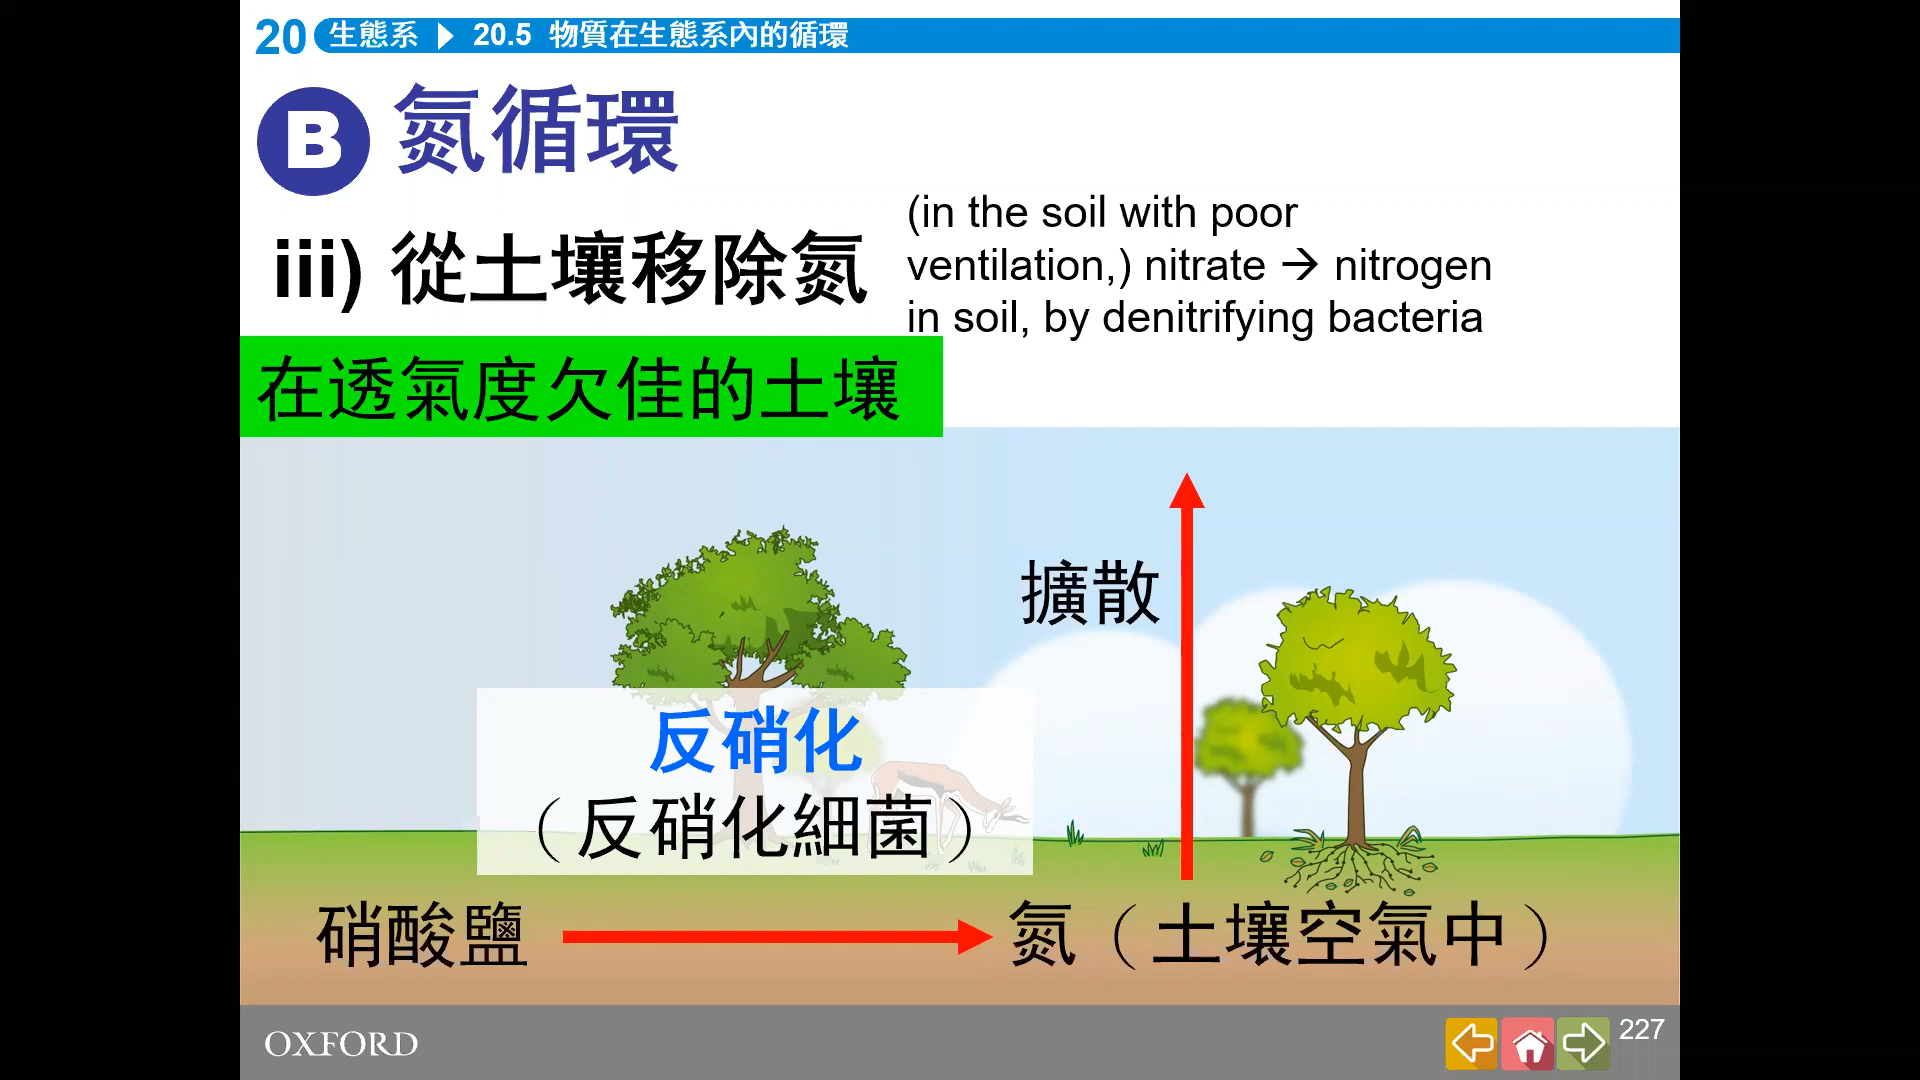 20 生態系 20.5 物質在生態系內的循環
B 氮循環
iii) 從土壤移除氮
(in the soil with poor
ventilation,) nitrate → nitrogen
in soil, by denitrifying bacteria
在透氣度欠佳的土壤
擴散
反硝化
（反硝化細菌）
硝酸鹽
氮（土壤空氣中）
OXFORD
227